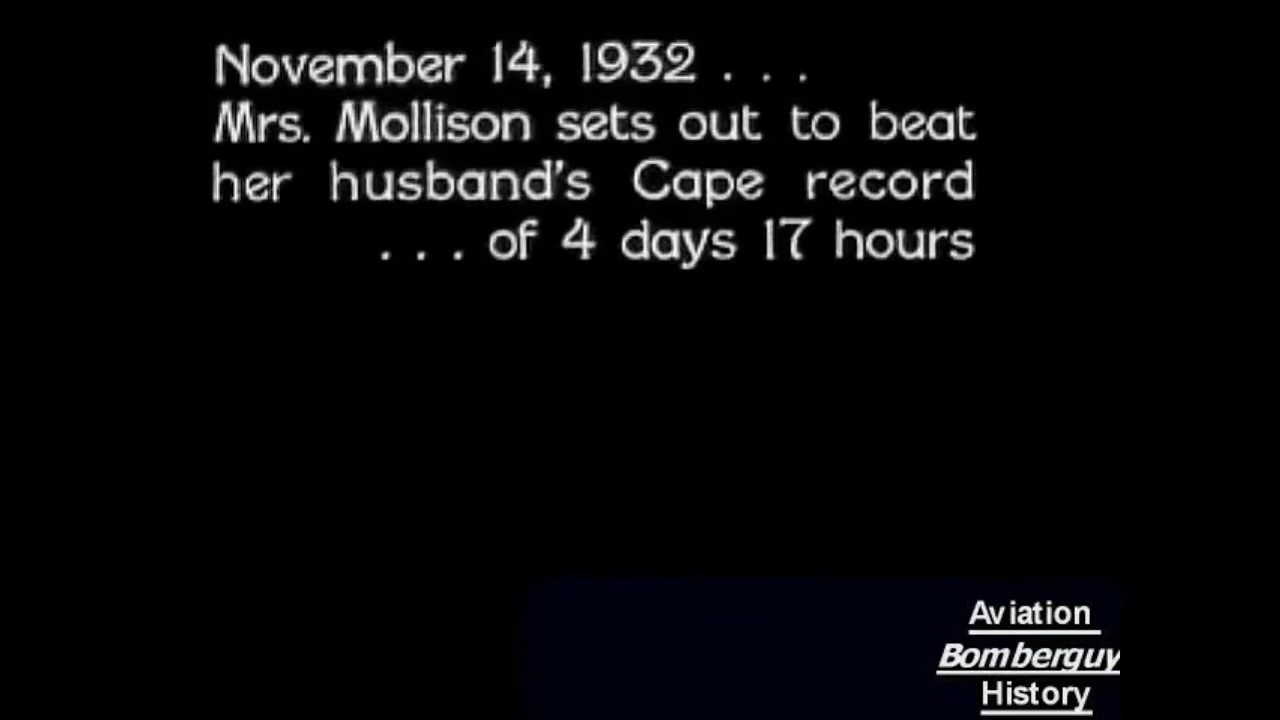 November 14, 1932 . . .
Mrs. Mollison sets out to beat
her husband's Cape record
. . . of 4 days 17 hours
Aviation
Bomberguy
History